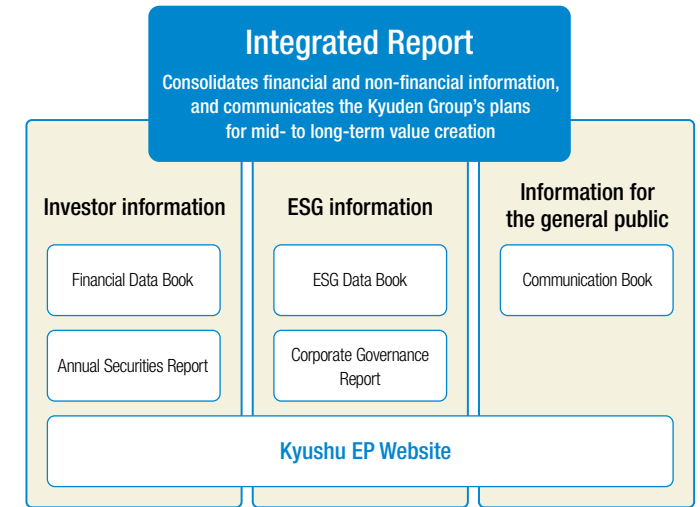 Integrated Report
Consolidates financial and non-financial information,
and communicates the Kyuden Group's plans
for mid- to long-term value creation
Investor information
Financial Data Book
Annual Securities Report
ESG information
ESG Data Book
Corporate Governance
Report
Information for
the general public
Communication Book
Kyushu EP Website